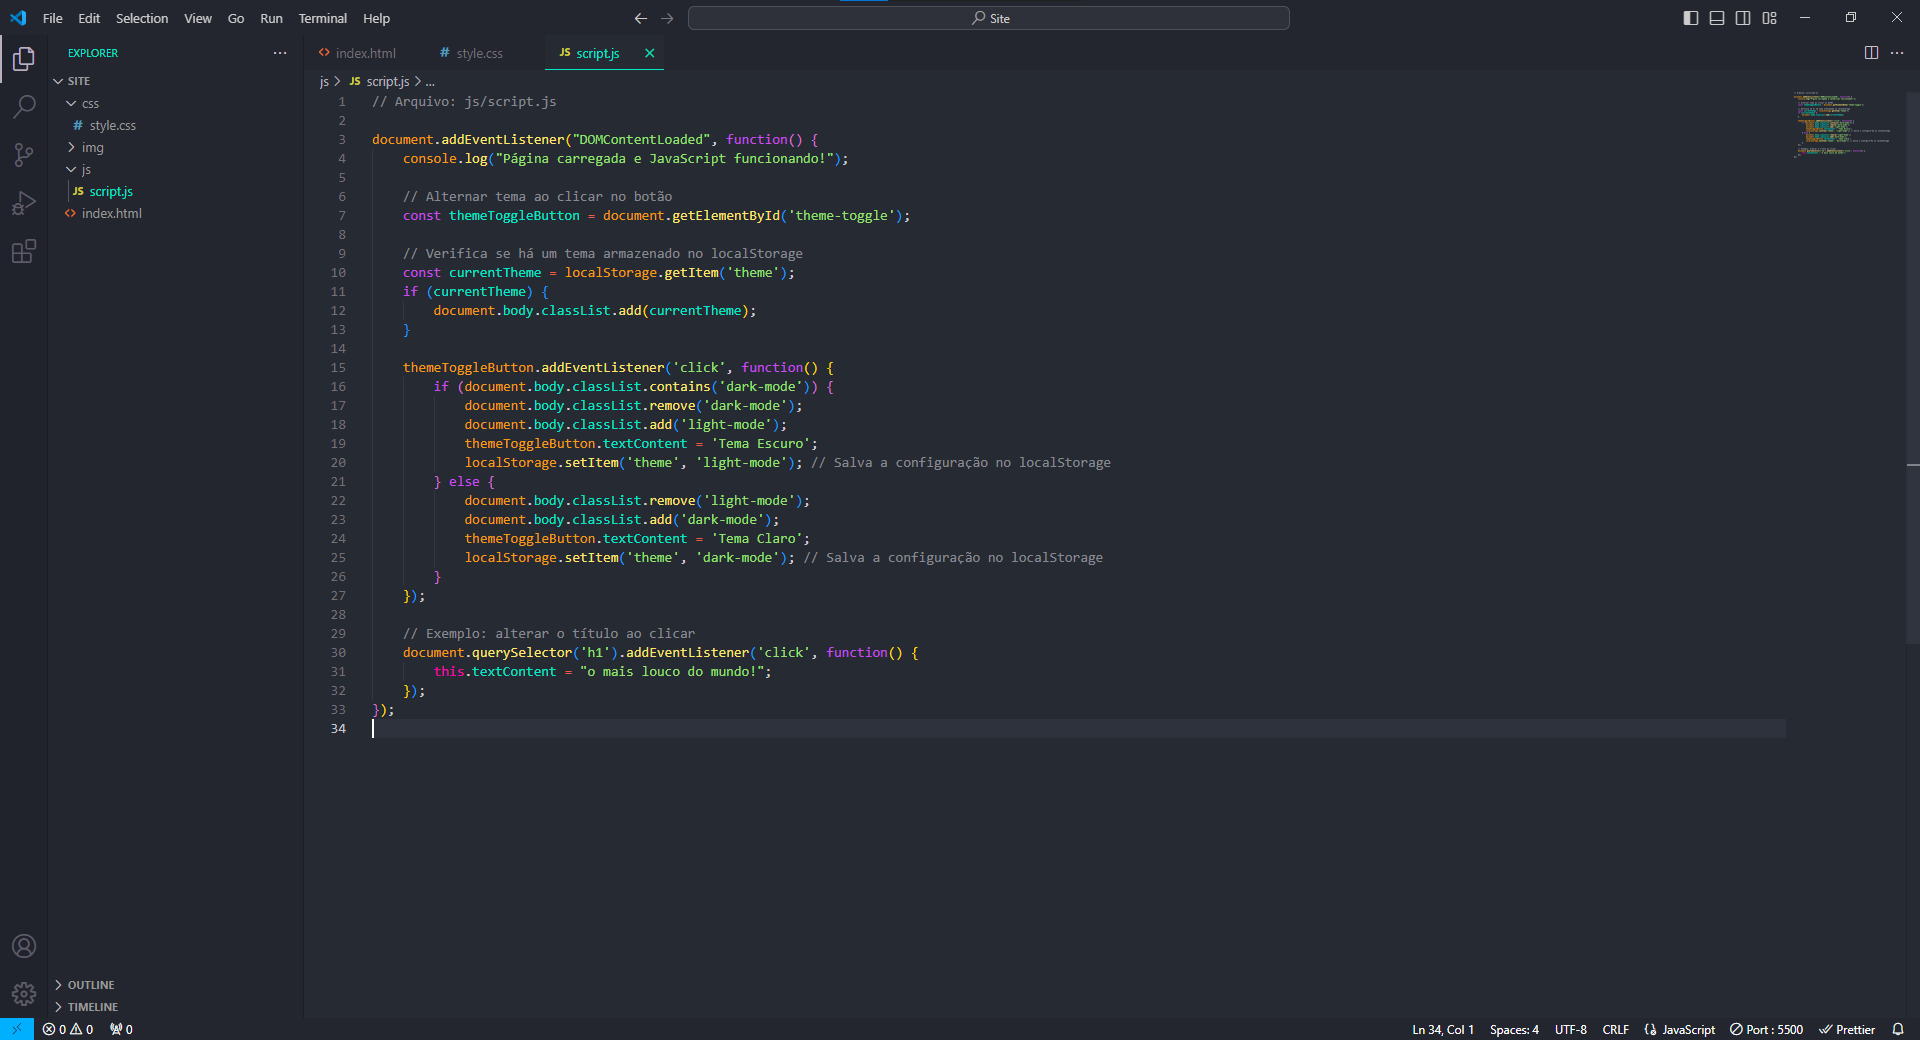 File Edit Selection View Go Run Terminal Help
Site
EXPLORER
SITE
css
# style.css
img
js
JS script.js
<> index.html
OUTLINE
TIMELINE
<> index.html
# style.css
JS script.js
js > JS script.js > ...
1 // Arquivo: js/script.js
2
3 document.addEventListener("DOMContentLoaded", function() {
4     console.log("Página carregada e JavaScript funcionando!");
5
6     // Alternar tema ao clicar no botão
7     const themeToggleButton = document.getElementById('theme-toggle');
8
9     // Verifica se há um tema armazenado no localStorage
10     const currentTheme = localStorage.getItem('theme');
11     if (currentTheme) {
12         document.body.classList.add(currentTheme);
13     }
14
15     themeToggleButton.addEventListener('click', function() {
16         if (document.body.classList.contains('dark-mode')) {
17             document.body.classList.remove('dark-mode');
18             document.body.classList.add('light-mode');
19             themeToggleButton.textContent = 'Tema Escuro';
20             localStorage.setItem('theme', 'light-mode'); // Salva a configuração no localStorage
21         } else {
22             document.body.classList.remove('light-mode');
23             document.body.classList.add('dark-mode');
24             themeToggleButton.textContent = 'Tema Claro';
25             localStorage.setItem('theme', 'dark-mode'); // Salva a configuração no localStorage
26         }
27     });
28
29     // Exemplo: alterar o título ao clicar
30     document.querySelector('h1').addEventListener('click', function() {
31         this.textContent = "o mais louco do mundo!";
32     });
33 });
34
0 0 0
Ln 34, Col 1 Spaces: 4 UTF-8 CRLF JavaScript Port : 5500 Prettier